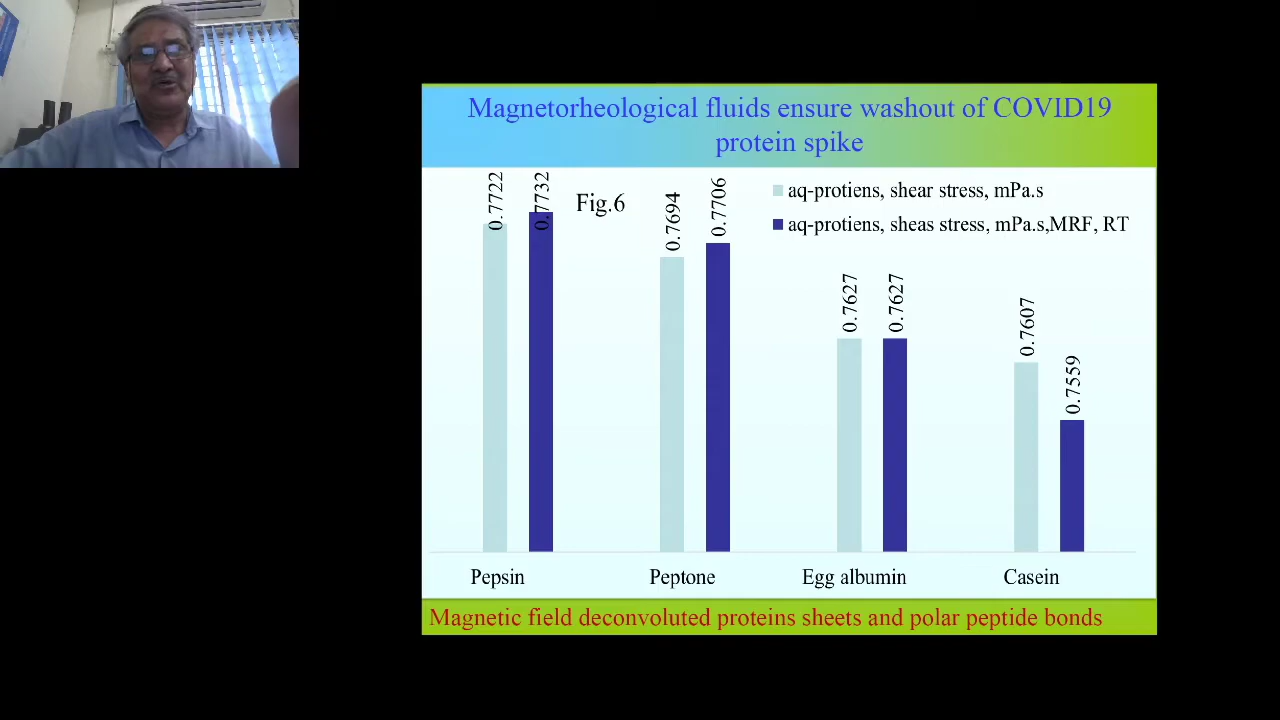 Magnetorheological fluids ensure washout of COVID19
protein spike
Fig.6
aq-protiens, shear stress, mPa.s
aq-protiens, sheas stress, mPa.s,MRF, RT
0.7722
0.7732
0.7694
0.7706
0.7627
0.7627
0.7607
0.7559
Pepsin
Peptone
Egg albumin
Casein
Magnetic field deconvoluted proteins sheets and polar peptide bonds